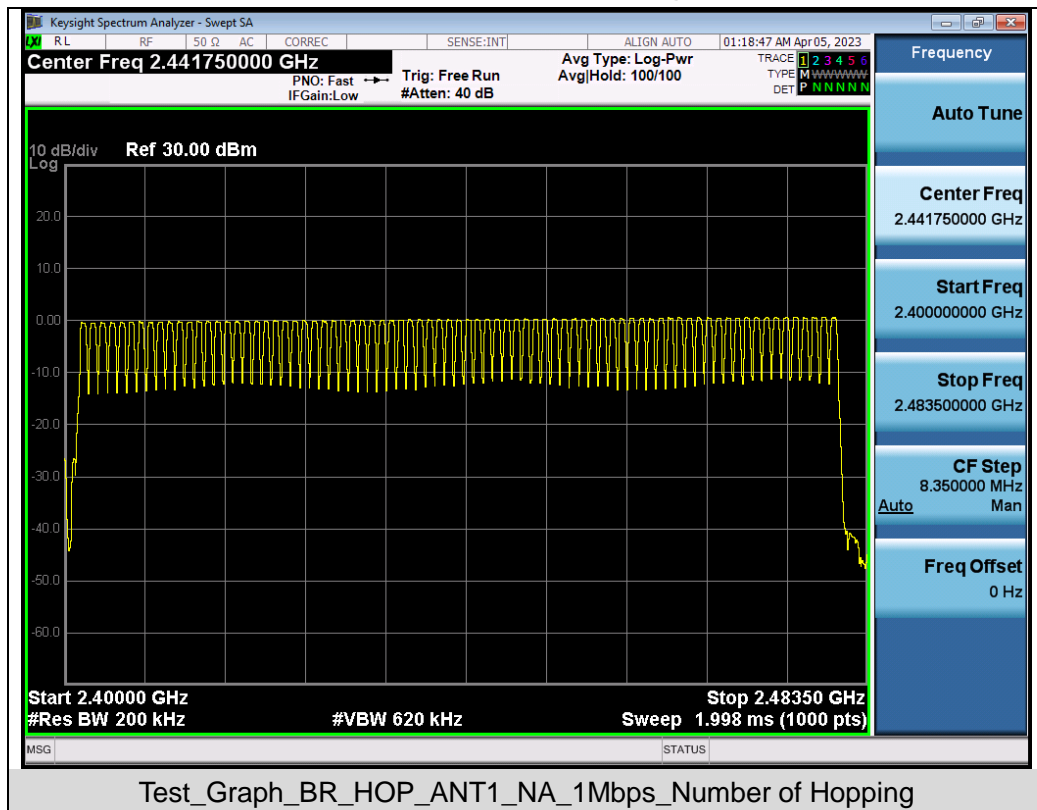 Keysight Spectrum Analyzer - Swept SA
LXI RL RF 50 Ω AC CORREC SENSE:INT ALIGN AUTO 01:18:47 AM Apr 05, 2023
Center Freq 2.441750000 GHz
PNO: Fast
IFGain:Low
Trig: Free Run
#Atten: 40 dB
Avg Type: Log-Pwr
Avg|Hold: 100/100
TRACE 1 2 3 4 5 6
TYPE M W W W W W
DET P N N N N N
10 dB/div Ref 30.00 dBm
Log
20.0
10.0
0.00
-10.0
-20.0
-30.0
-40.0
-50.0
-60.0
Start 2.40000 GHz Stop 2.48350 GHz
#Res BW 200 kHz #VBW 620 kHz Sweep 1.998 ms (1000 pts)
MSG STATUS
Frequency
Auto Tune
Center Freq
2.441750000 GHz
Start Freq
2.400000000 GHz
Stop Freq
2.483500000 GHz
CF Step
8.350000 MHz
Auto Man
Freq Offset
0 Hz
Test_Graph_BR_HOP_ANT1_NA_1Mbps_Number of Hopping